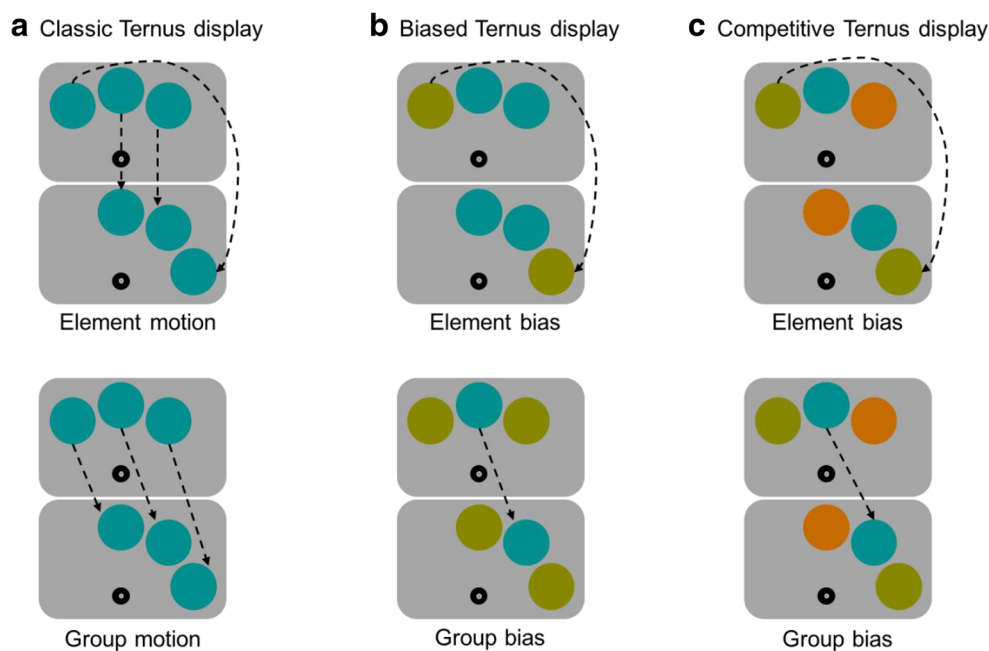 a Classic Ternus display
b Biased Ternus display
c Competitive Ternus display
Element motion
Element bias
Element bias
Group motion
Group bias
Group bias